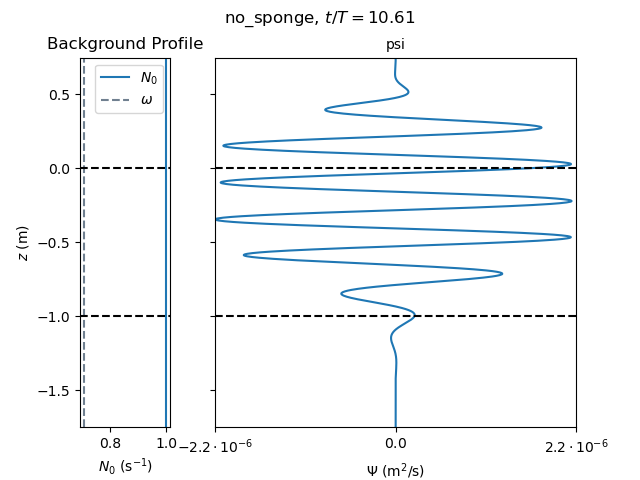 no_sponge, t/T = 10.61
Background Profile
psi
N₀
ω
0.5
0.0
−0.5
−1.0
−1.5
z (m)
0.8
1.0
N₀ (s⁻¹)
−2.2 · 10⁻⁶
0.0
2.2 · 10⁻⁶
Ψ (m²/s)